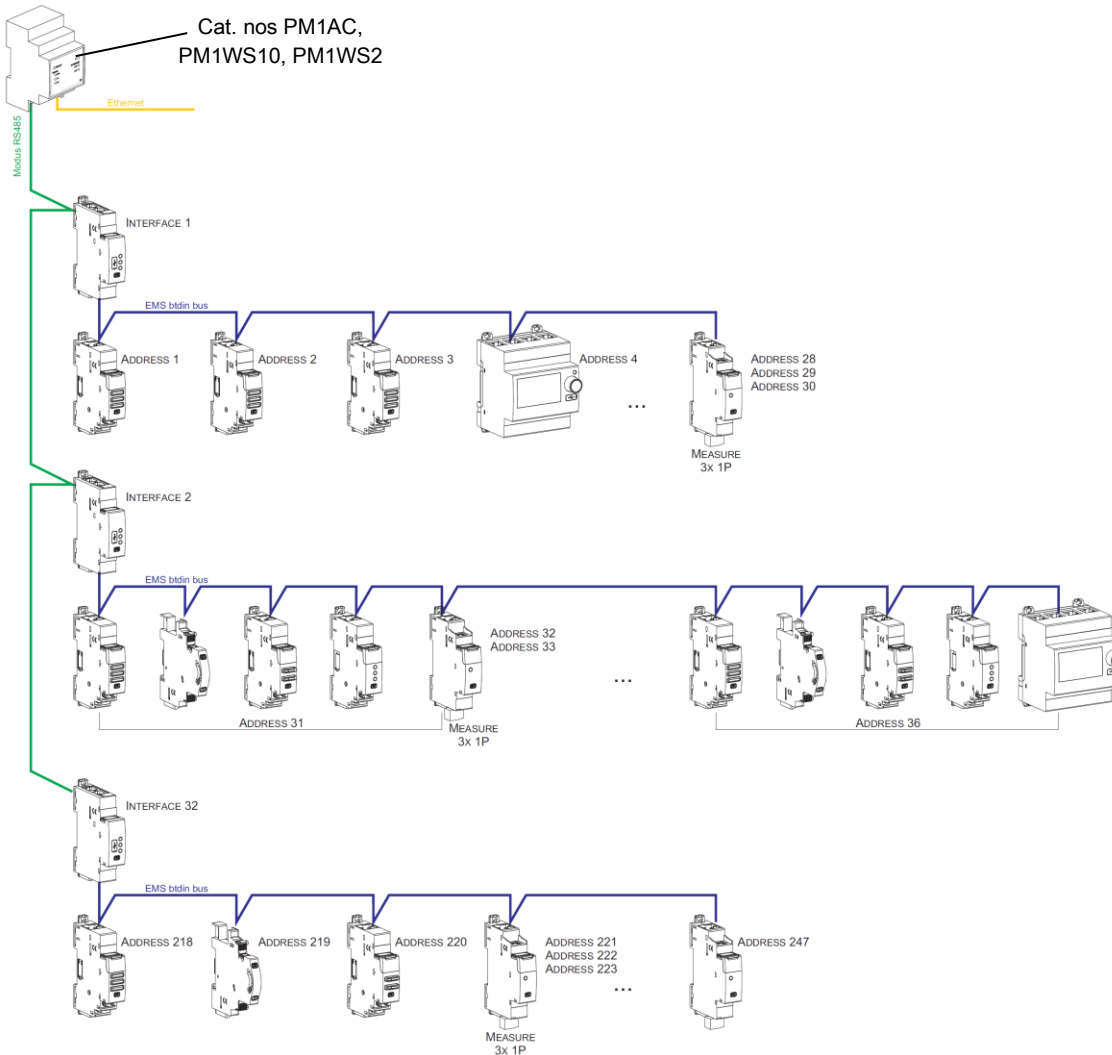 Cat. nos PM1AC,
PM1WS10, PM1WS2
Ethernet
Modus RS485
INTERFACE 1
EMS btdin bus
ADDRESS 1
ADDRESS 2
ADDRESS 3
ADDRESS 4
...
ADDRESS 28
ADDRESS 29
ADDRESS 30
MEASURE
3x 1P
INTERFACE 2
EMS btdin bus
ADDRESS 32
ADDRESS 33
...
ADDRESS 31
MEASURE
3x 1P
ADDRESS 36
INTERFACE 32
EMS btdin bus
ADDRESS 218
ADDRESS 219
ADDRESS 220
ADDRESS 221
ADDRESS 222
ADDRESS 223
...
ADDRESS 247
MEASURE
3x 1P